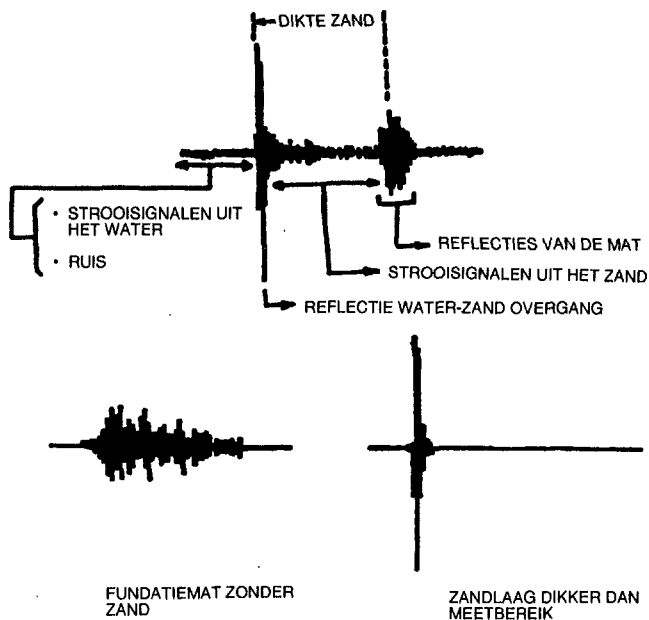 DIKTE ZAND
• STROOISIGNALEN UIT
HET WATER
• RUIS
REFLECTIES VAN DE MAT
STROOISIGNALEN UIT HET ZAND
REFLECTIE WATER-ZAND OVERGANG
FUNDATIEMAT ZONDER
ZAND
ZANDLAAG DIKKER DAN
MEETBEREIK